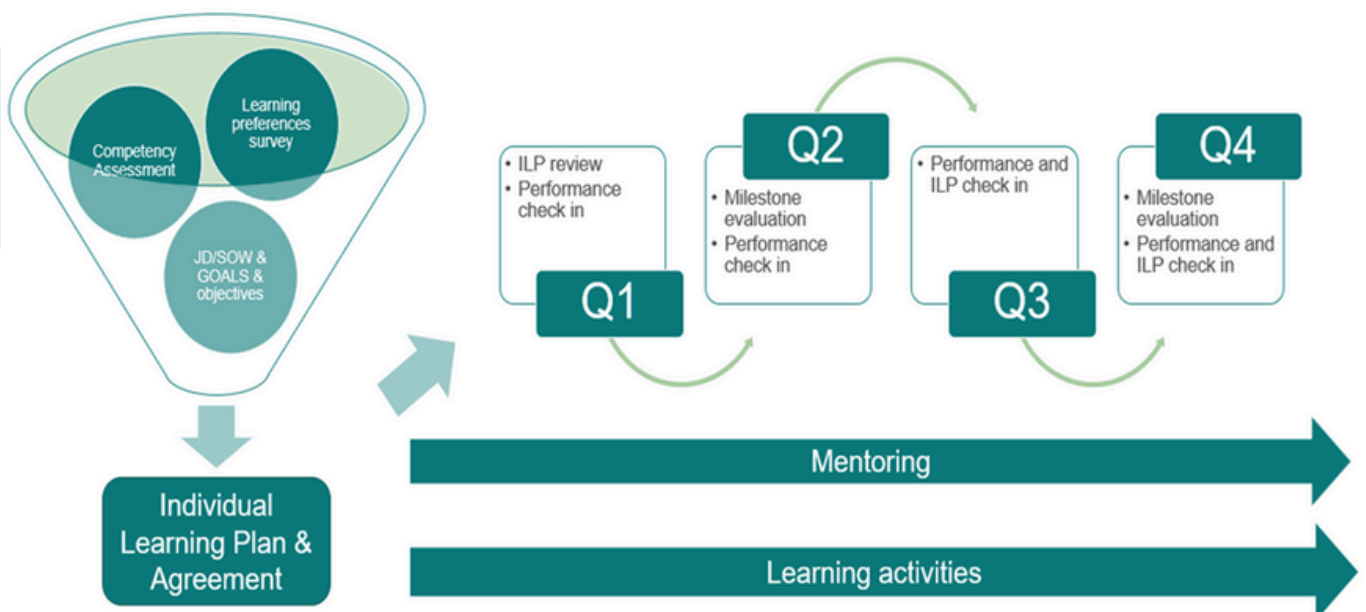 Learning
preferences
survey
Competency
Assessment
JD/SOW &
GOALS &
objectives
Individual
Learning Plan &
Agreement
• ILP review
• Performance
check in
Q1
Q2
• Milestone
evaluation
• Performance
check in
• Performance and
ILP check in
Q3
Q4
• Milestone
evaluation
• Performance and
ILP check in
Mentoring
Learning activities